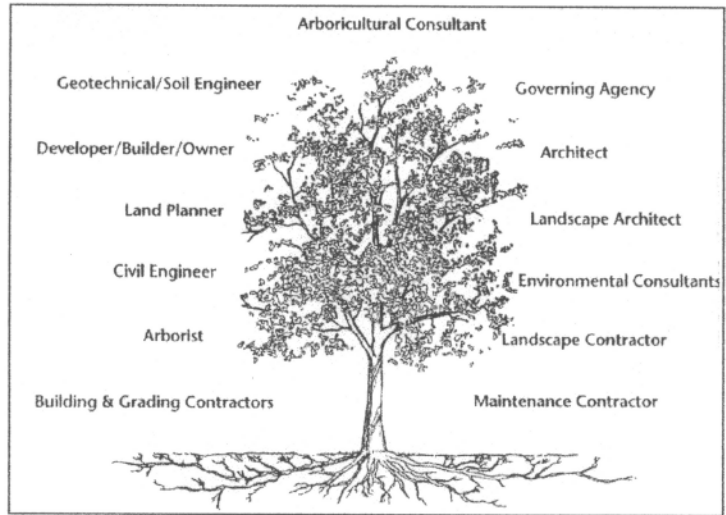 Arboricultural Consultant
Geotechnical/Soil Engineer
Governing Agency
Developer/Builder/Owner
Architect
Land Planner
Landscape Architect
Civil Engineer
Environmental Consultants
Arborist
Landscape Contractor
Building & Grading Contractors
Maintenance Contractor